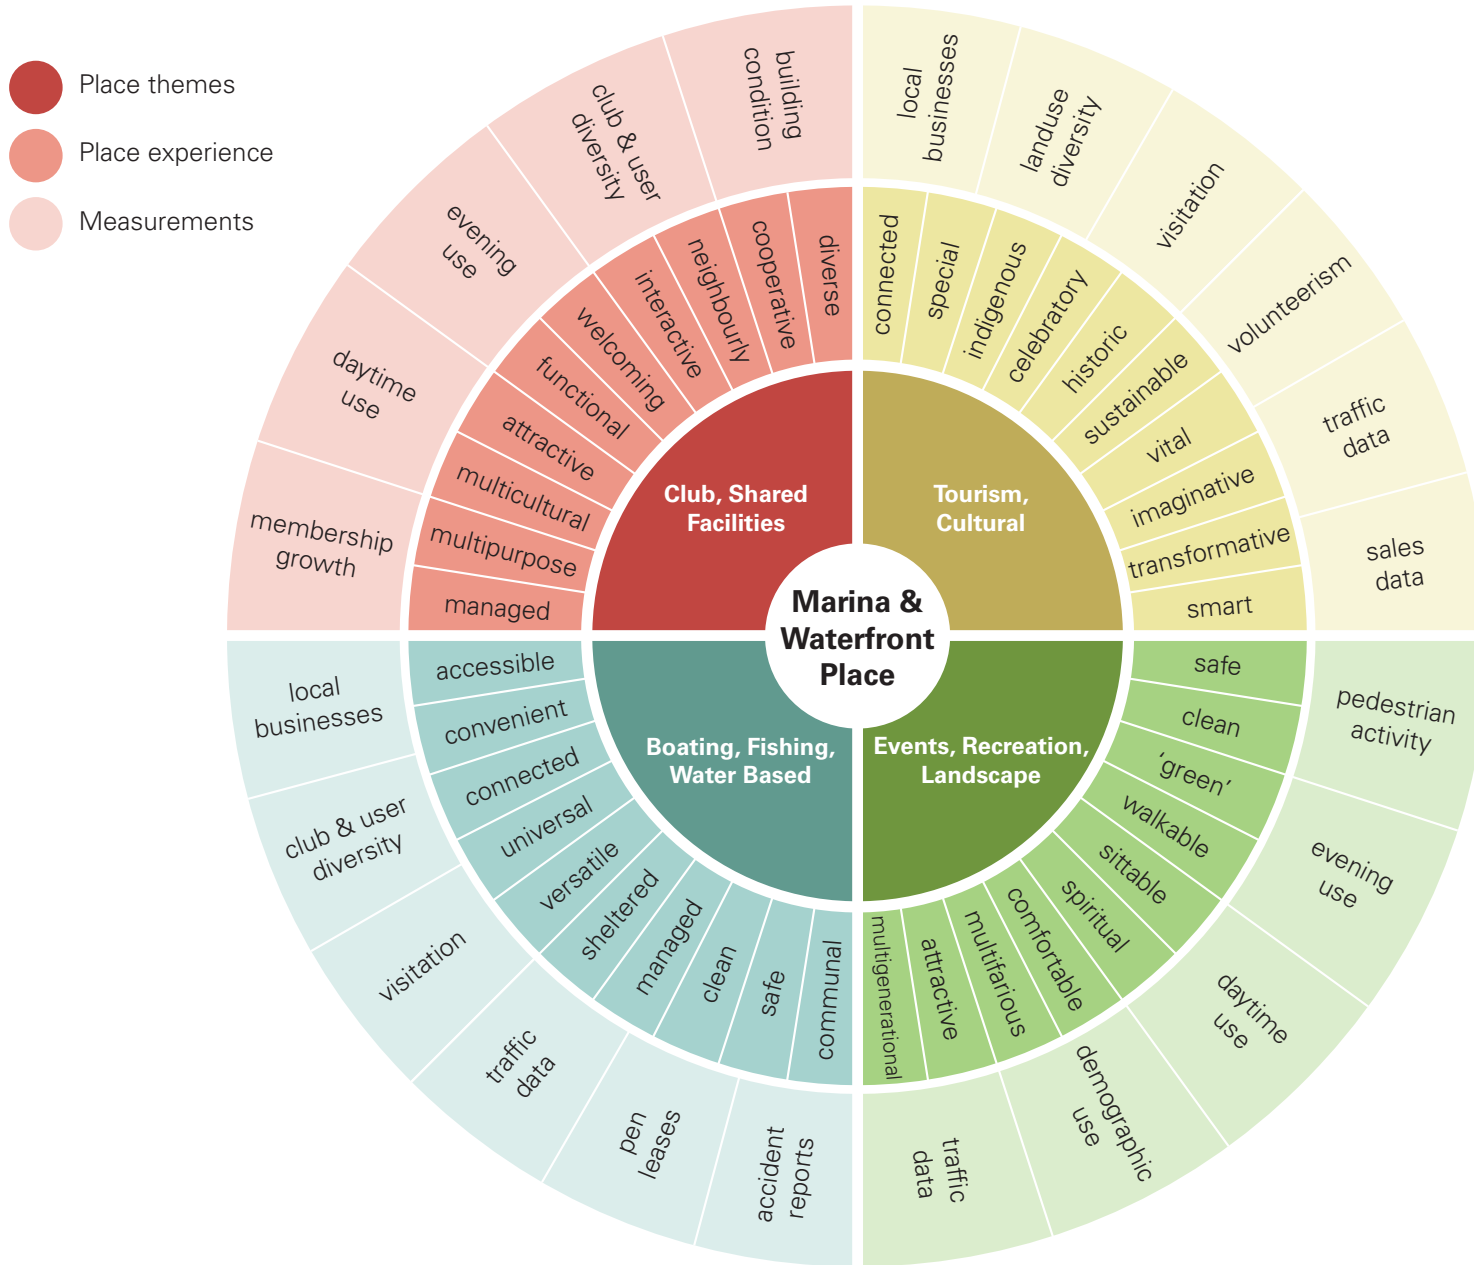 Place themes
Place experience
Measurements
building
condition
club & user
diversity
evening
use
daytime
use
membership
growth
diverse
cooperative
neighbourly
interactive
welcoming
functional
attractive
multicultural
multipurpose
managed
Club, Shared
Facilities
local
businesses
landuse
diversity
visitation
volunteerism
traffic
data
sales
data
connected
special
indigenous
celebratory
historic
sustainable
vital
imaginative
transformative
smart
Tourism,
Cultural
Marina &
Waterfront
Place
accessible
convenient
connected
universal
versatile
sheltered
managed
clean
safe
communal
Boating, Fishing,
Water Based
local
businesses
club & user
diversity
visitation
traffic
data
pen
leases
accident
reports
safe
clean
‘green’
walkable
sittable
spiritual
comfortable
multifarious
attractive
multigenerational
Events, Recreation,
Landscape
pedestrian
activity
evening
use
daytime
use
demographic
use
traffic
data